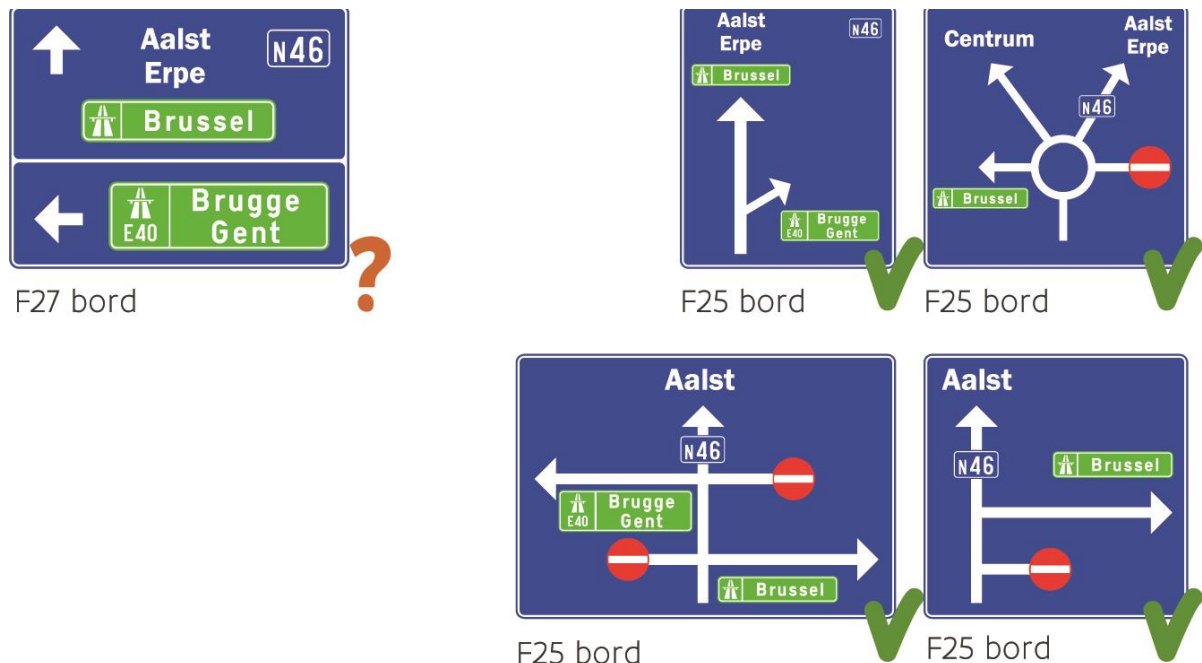 Aalst
Erpe
N46
Brussel
E40
Brugge
Gent
?
F27 bord
Aalst
Erpe
N46
Brussel
E40
Brugge
Gent
F25 bord
Centrum
Aalst
Erpe
N46
Brussel
F25 bord
Aalst
N46
E40
Brugge
Gent
Brussel
F25 bord
Aalst
N46
Brussel
F25 bord